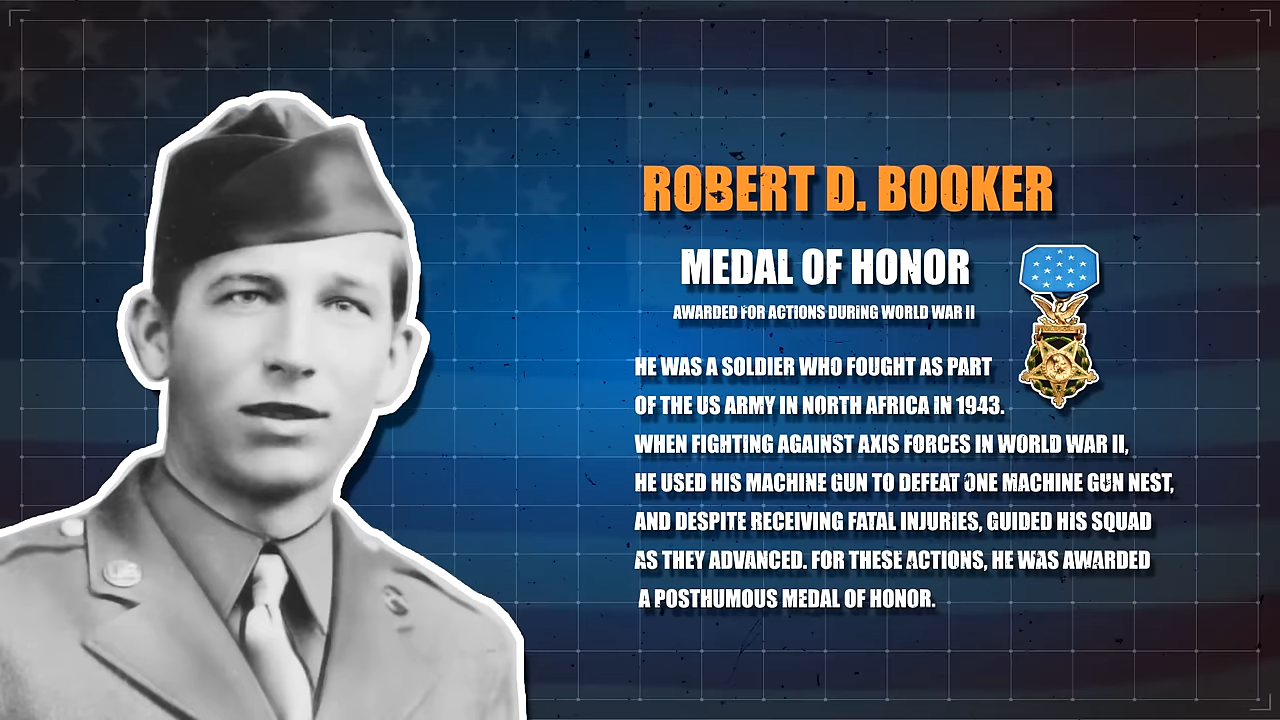 ROBERT D. BOOKER
MEDAL OF HONOR
AWARDED FOR ACTIONS DURING WORLD WAR II
HE WAS A SOLDIER WHO FOUGHT AS PART
OF THE US ARMY IN NORTH AFRICA IN 1943.
WHEN FIGHTING AGAINST AXIS FORCES IN WORLD WAR II,
HE USED HIS MACHINE GUN TO DEFEAT ONE MACHINE GUN NEST,
AND DESPITE RECEIVING FATAL INJURIES, GUIDED HIS SQUAD
AS THEY ADVANCED. FOR THESE ACTIONS, HE WAS AWARDED
A POSTHUMOUS MEDAL OF HONOR.